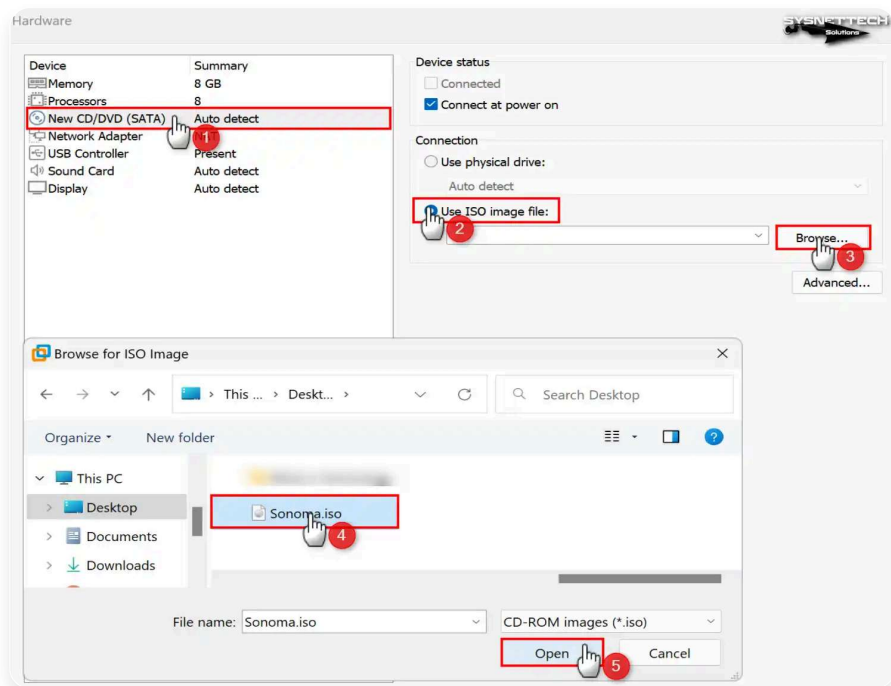 Hardware
SYSNETTECH
Solutions
Device Summary
Memory 8 GB
Processors 8
New CD/DVD (SATA) Auto detect
1
Network Adapter
USB Controller Present
Sound Card Auto detect
Display Auto detect
Device status
Connected
Connect at power on
Connection
Use physical drive:
Auto detect
Use ISO image file:
2
Browse...
3
Advanced...
Browse for ISO Image
This ... › Deskt... ›
Search Desktop
Organize New folder
?
This PC
Desktop
Documents
Downloads
Sonoma.iso
4
File name: Sonoma.iso CD-ROM images (*.iso)
Open Cancel
5